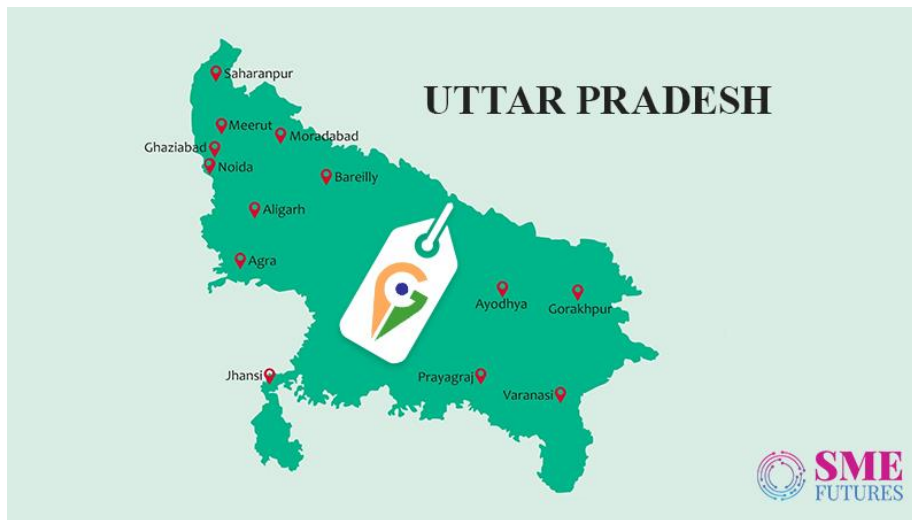 UTTAR PRADESH
Saharanpur
Meerut
Moradabad
Ghaziabad
Noida
Bareilly
Aligarh
Agra
Ayodhya
Gorakhpur
Jhansi
Prayagraj
Varanasi
SME
FUTURES